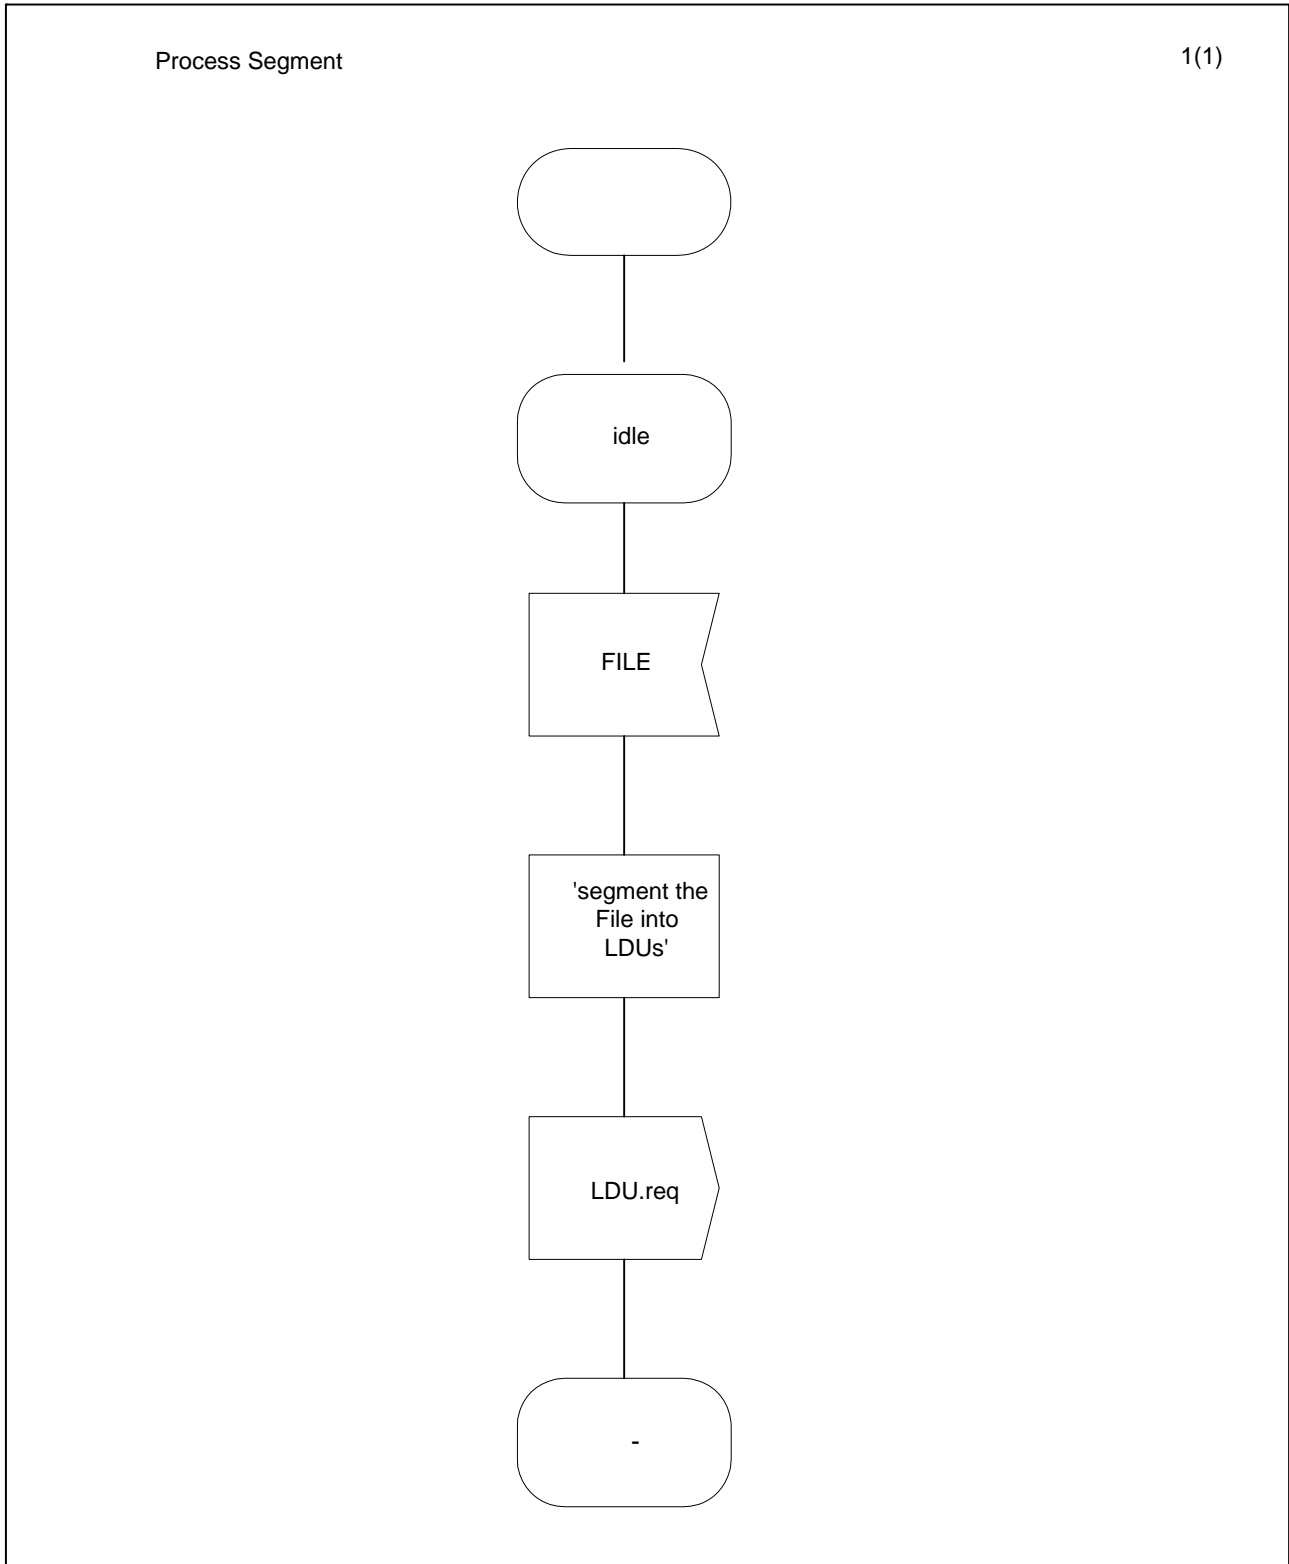 Process Segment
1(1)
idle
FILE
'segment the
File into
LDUs'
LDU.req
-